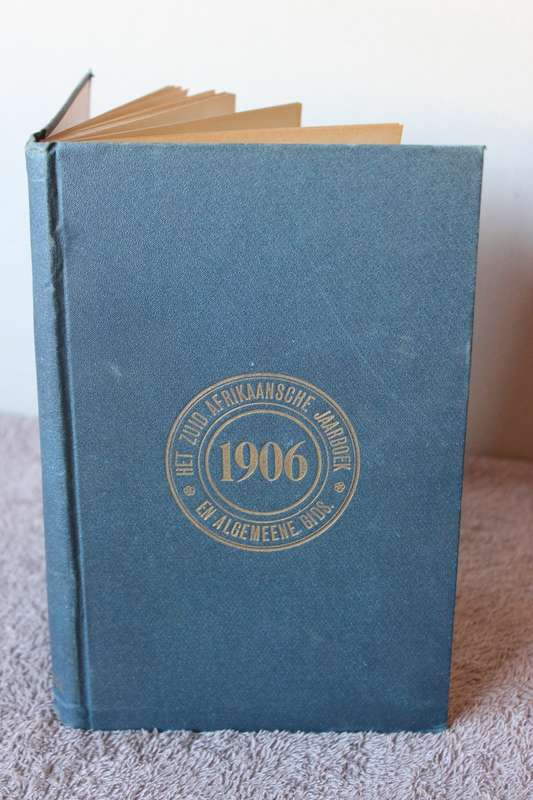 HET ZUID AFRIKAANSCHE JAARBOEK
1906
EN ALGEMEENE GIDS.